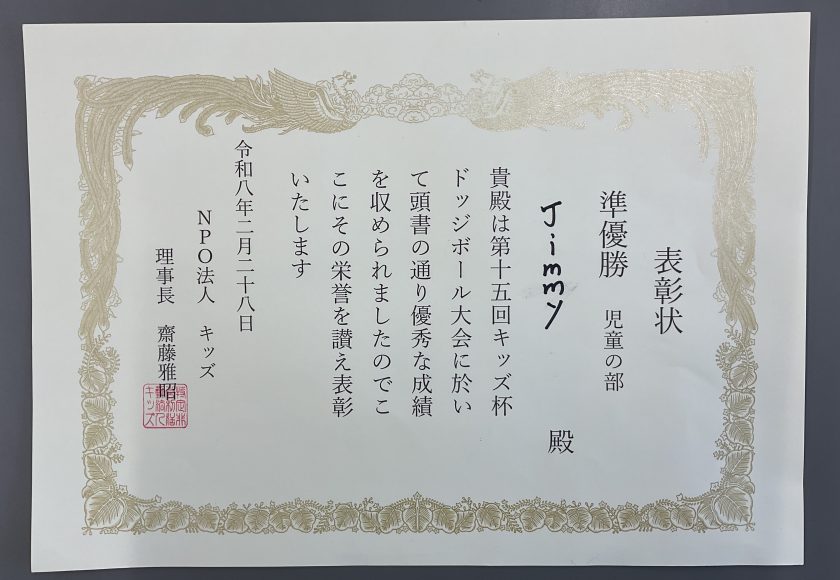 表彰状
準優勝 児童の部
Jimmy 殿
貴殿は第十五回キッズ杯
ドッジボール大会に於い
て頭書の通り優秀な成績
を収められましたのでこ
こにその栄誉を讃え表彰
いたします
令和八年二月二十八日
NPO法人 キッズ
理事長 齋藤雅昭